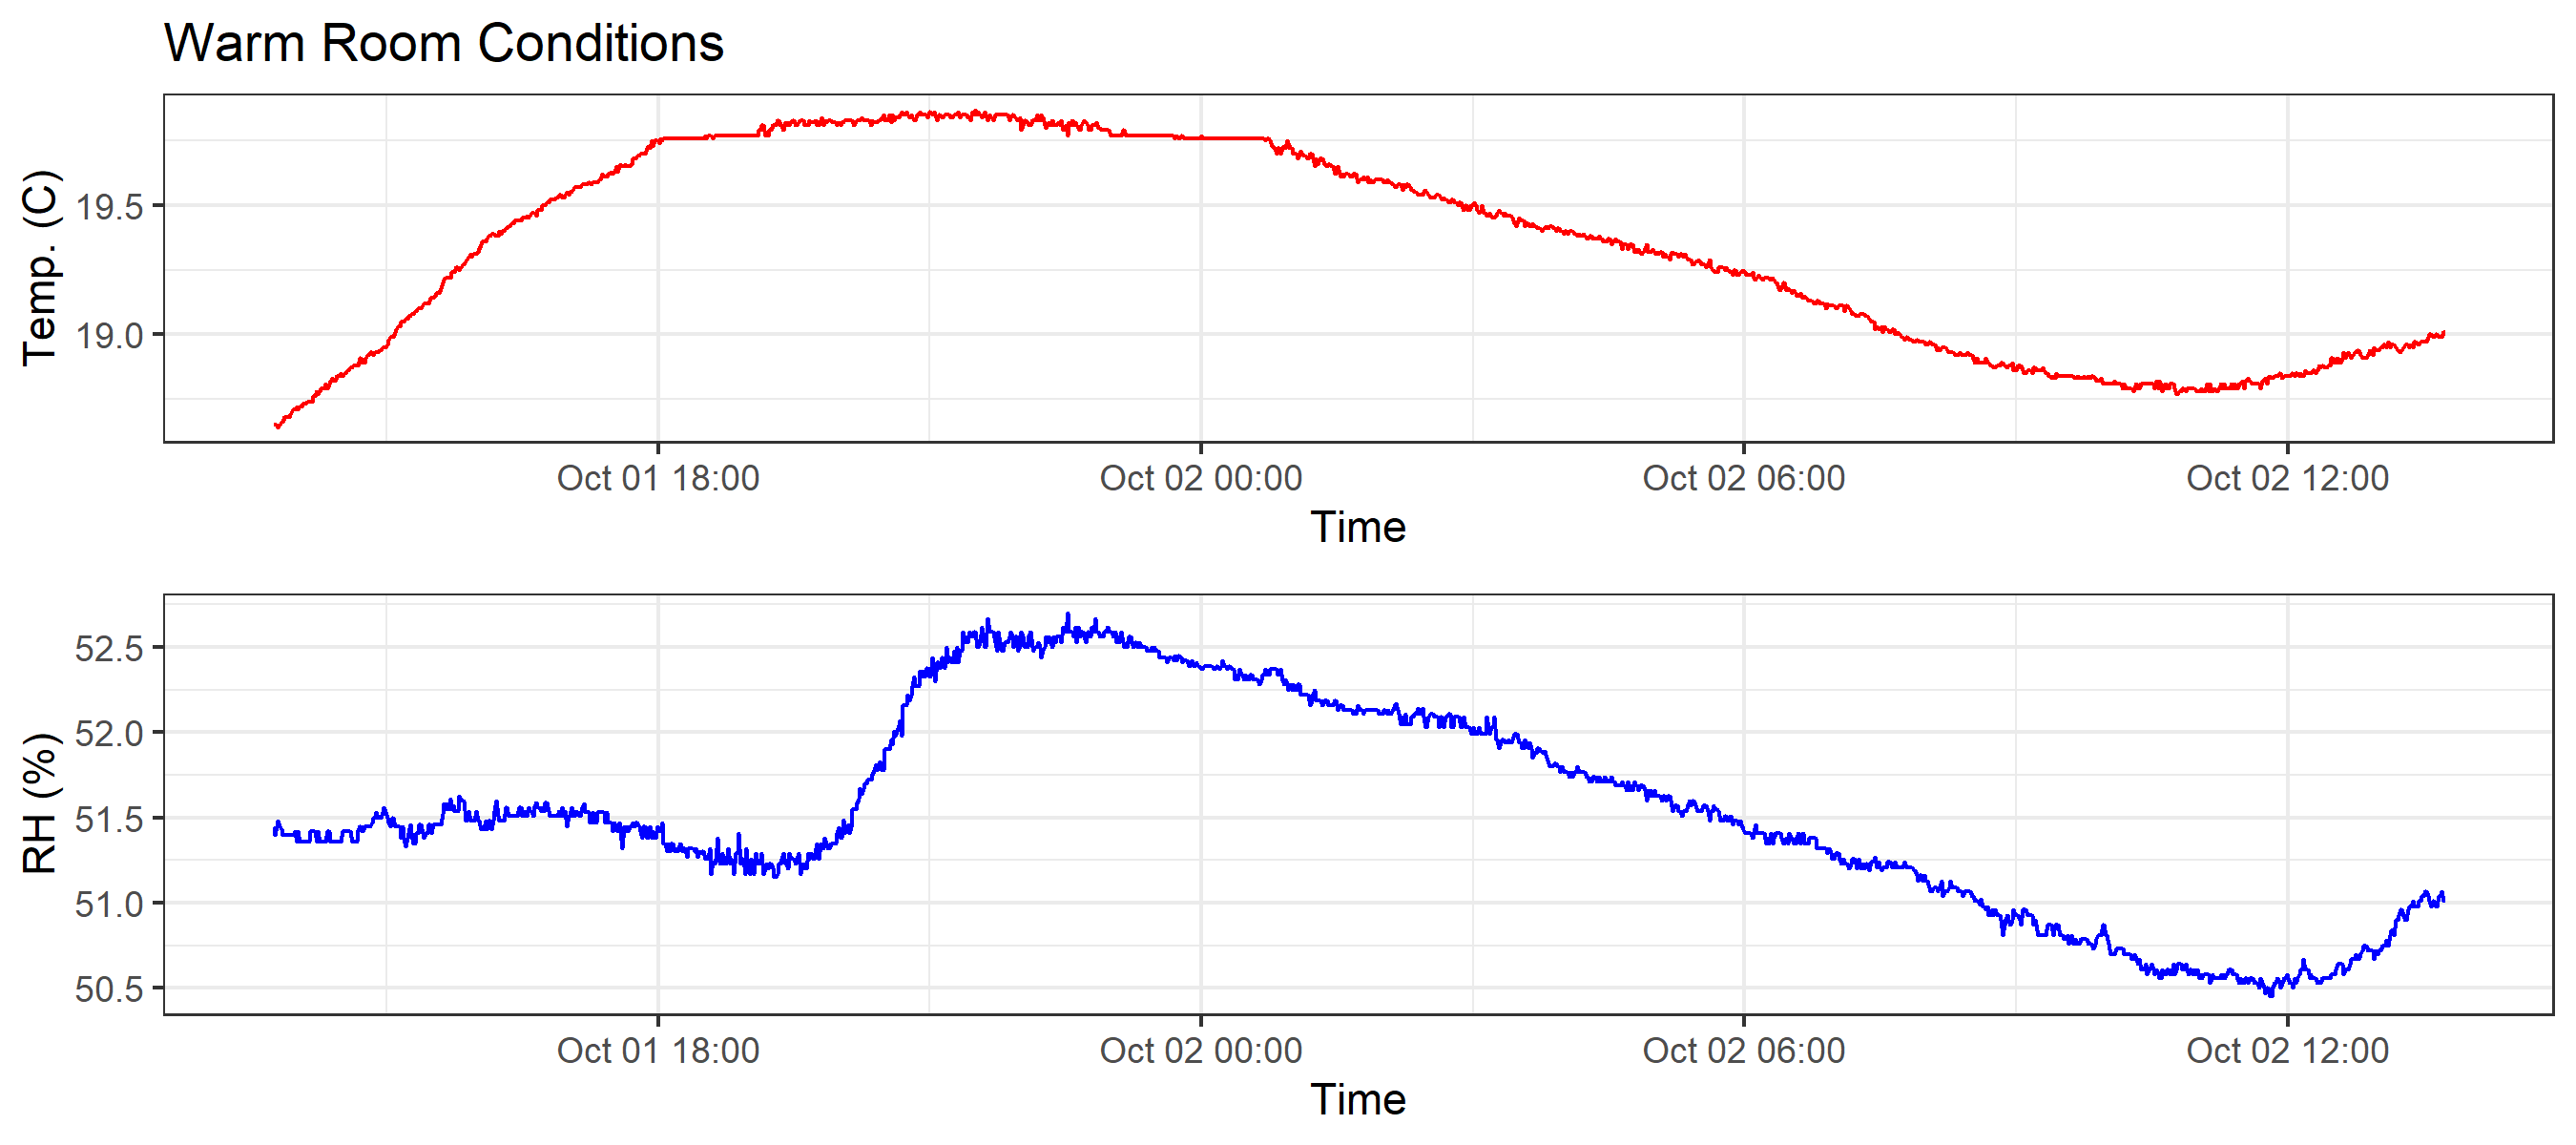 Warm Room Conditions
Temp. (C)
19.5
19.0
Oct 01 18:00 Oct 02 00:00 Oct 02 06:00 Oct 02 12:00
Time
RH (%)
52.5
52.0
51.5
51.0
50.5
Oct 01 18:00 Oct 02 00:00 Oct 02 06:00 Oct 02 12:00
Time